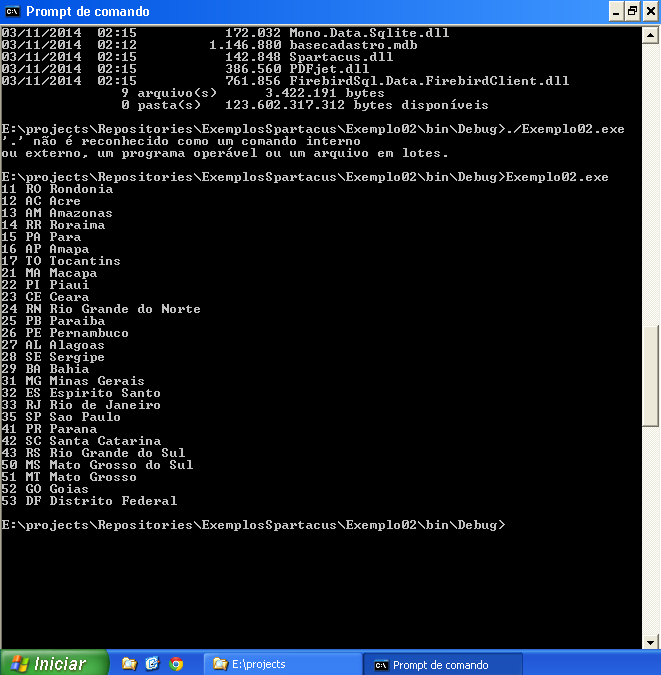 Prompt de comando
03/11/2014  02:15           172.032 Mono.Data.Sqlite.dll
03/11/2014  02:12         1.146.880 basecadastro.mdb
03/11/2014  02:15           142.848 Spartacus.dll
03/11/2014  02:15           386.560 PDFjet.dll
03/11/2014  02:15           761.856 FirebirdSql.Data.FirebirdClient.dll
               9 arquivo(s)      3.422.191 bytes
               0 pasta(s)   123.602.317.312 bytes disponíveis
E:\projects\Repositories\ExemplosSpartacus\Exemplo02\bin\Debug>./Exemplo02.exe
'.' não é reconhecido como um comando interno
ou externo, um programa operável ou um arquivo em lotes.
E:\projects\Repositories\ExemplosSpartacus\Exemplo02\bin\Debug>Exemplo02.exe
11 RO Rondonia
12 AC Acre
13 AM Amazonas
14 RR Roraima
15 PA Para
16 AP Amapa
17 TO Tocantins
21 MA Macapa
22 PI Piaui
23 CE Ceara
24 RN Rio Grande do Norte
25 PB Paraiba
26 PE Pernambuco
27 AL Alagoas
28 SE Sergipe
29 BA Bahia
31 MG Minas Gerais
32 ES Espirito Santo
33 RJ Rio de Janeiro
35 SP Sao Paulo
41 PR Parana
42 SC Santa Catarina
43 RS Rio Grande do Sul
50 MS Mato Grosso do Sul
51 MT Mato Grosso
52 GO Goias
53 DF Distrito Federal
E:\projects\Repositories\ExemplosSpartacus\Exemplo02\bin\Debug>
Iniciar E:\projects Prompt de comando